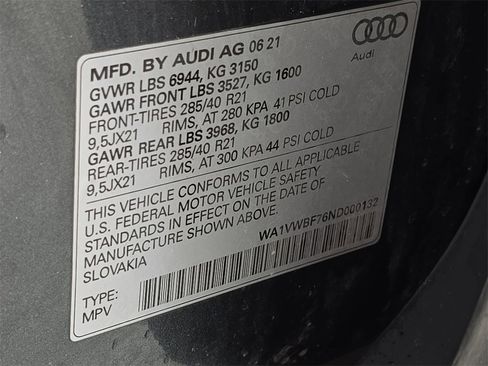 MFD. BY AUDI AG 06 21
Audi
GVWR LBS 6944, KG 3150
GAWR FRONT LBS 3527, KG 1600
FRONT-TIRES 285/40 R21
9,5JX21 RIMS, AT 280 KPA 41 PSI COLD
GAWR REAR LBS 3968, KG 1800
REAR-TIRES 285/40 R21
9,5JX21 RIMS, AT 300 KPA 44 PSI COLD
THIS VEHICLE CONFORMS TO ALL APPLICABLE
U.S. FEDERAL MOTOR VEHICLE SAFETY
STANDARDS IN EFFECT ON THE DATE OF
MANUFACTURE SHOWN ABOVE.
SLOVAKIA
WA1VWBF76ND000132
TYPE:
MPV